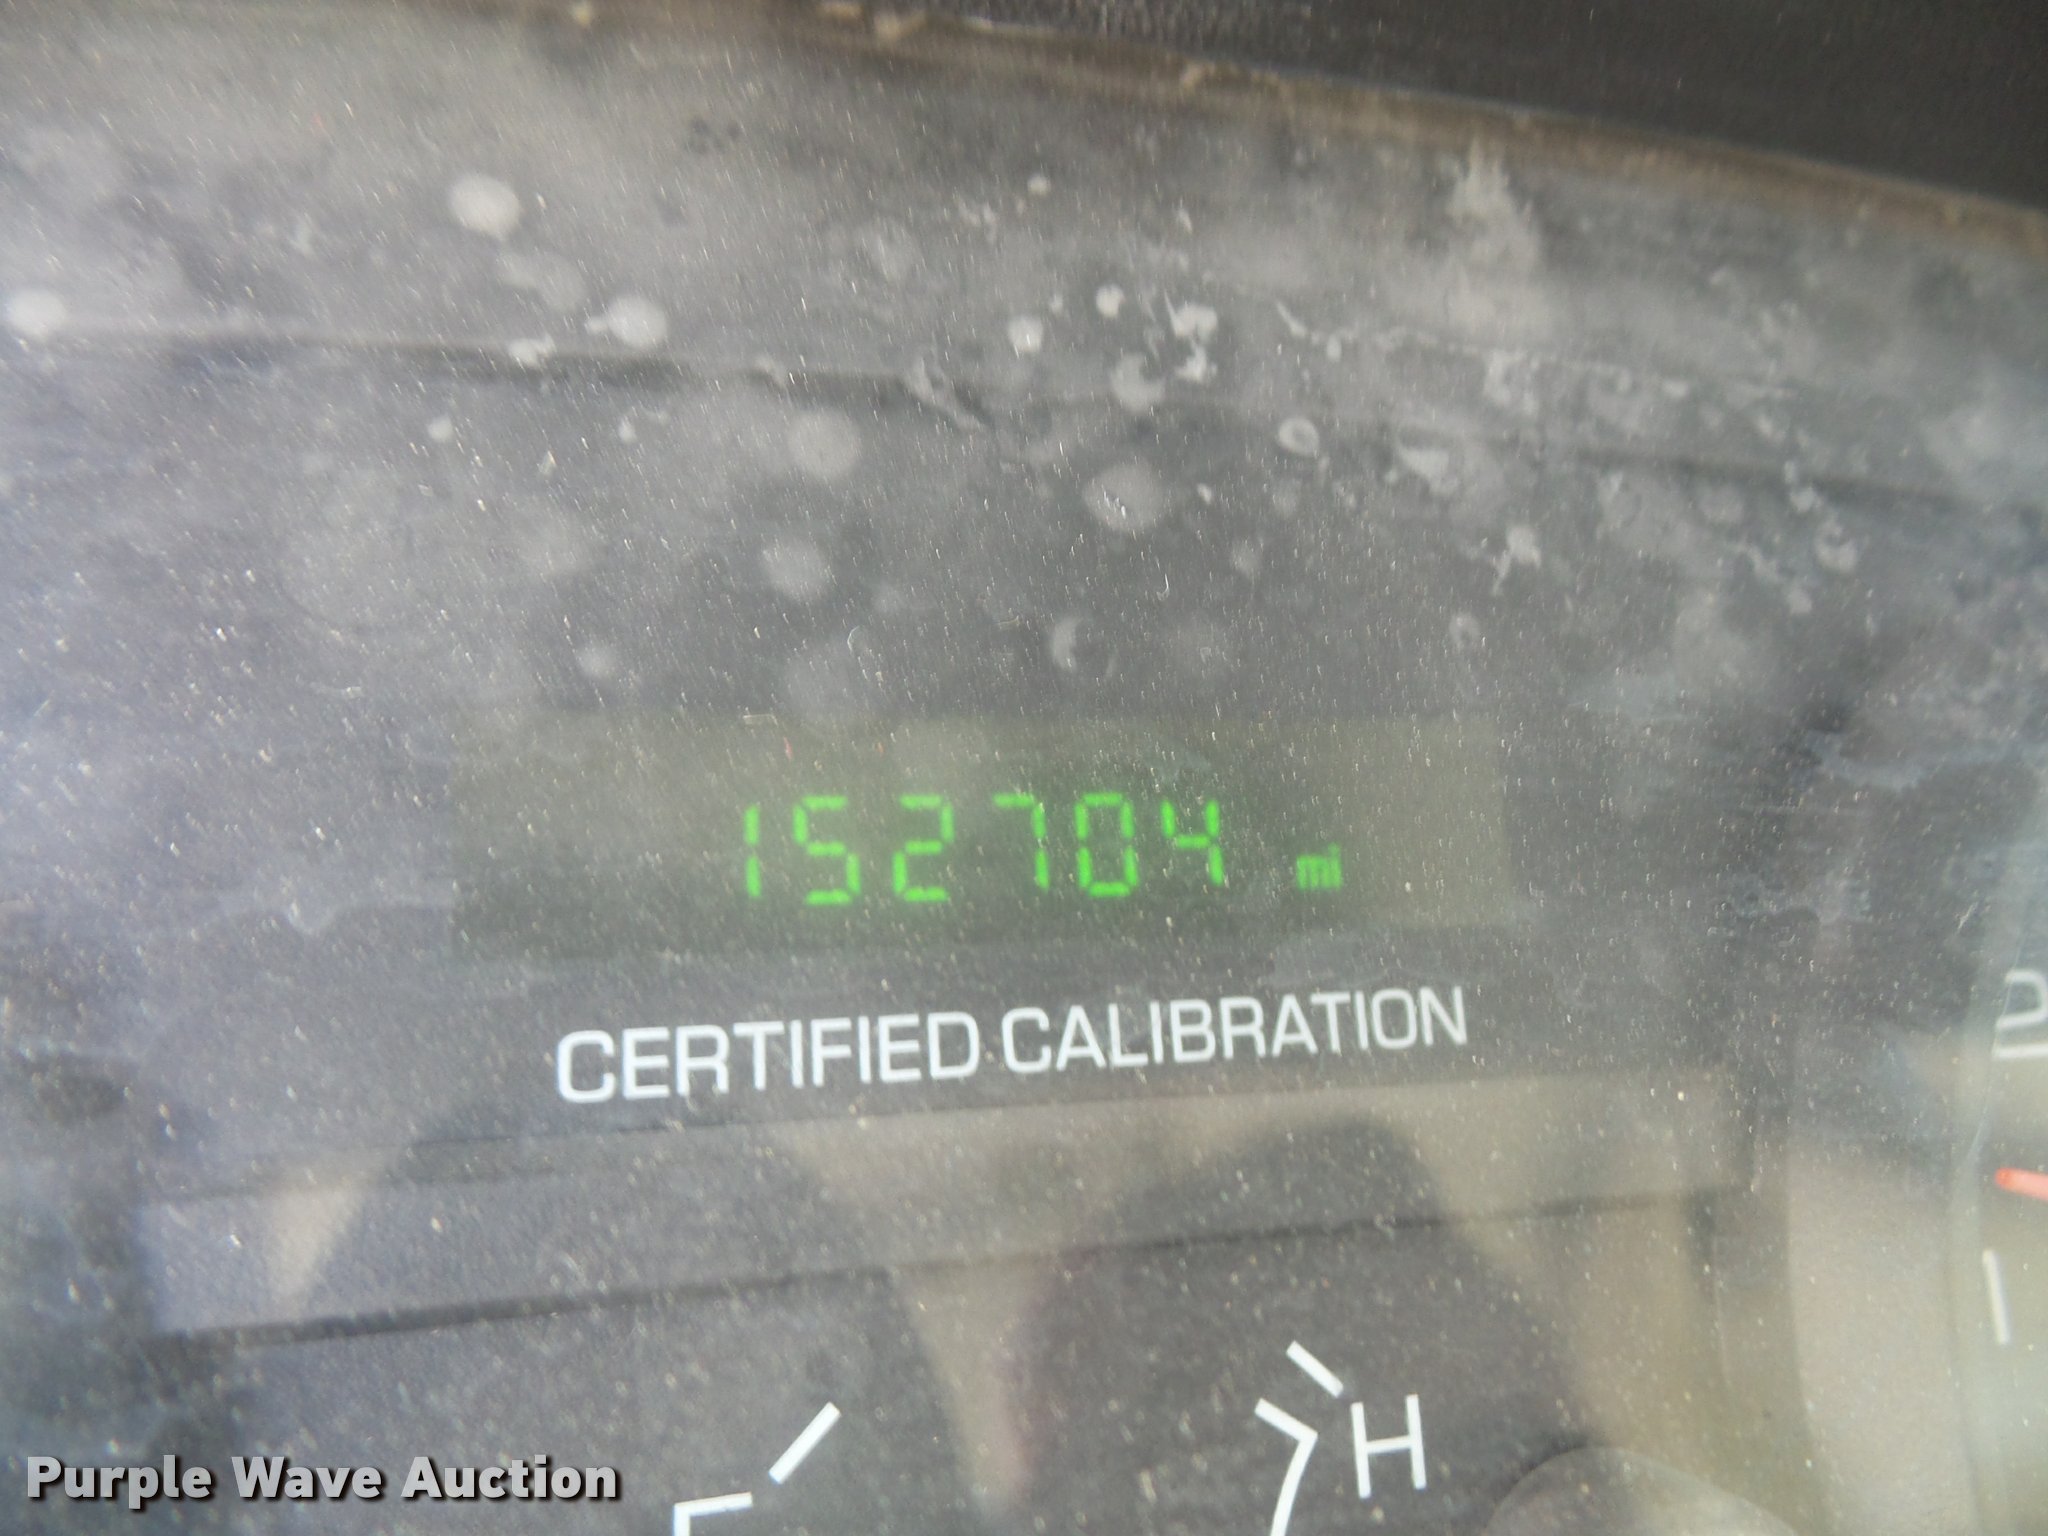 152704 mi
CERTIFIED CALIBRATION
H
Purple Wave Auction